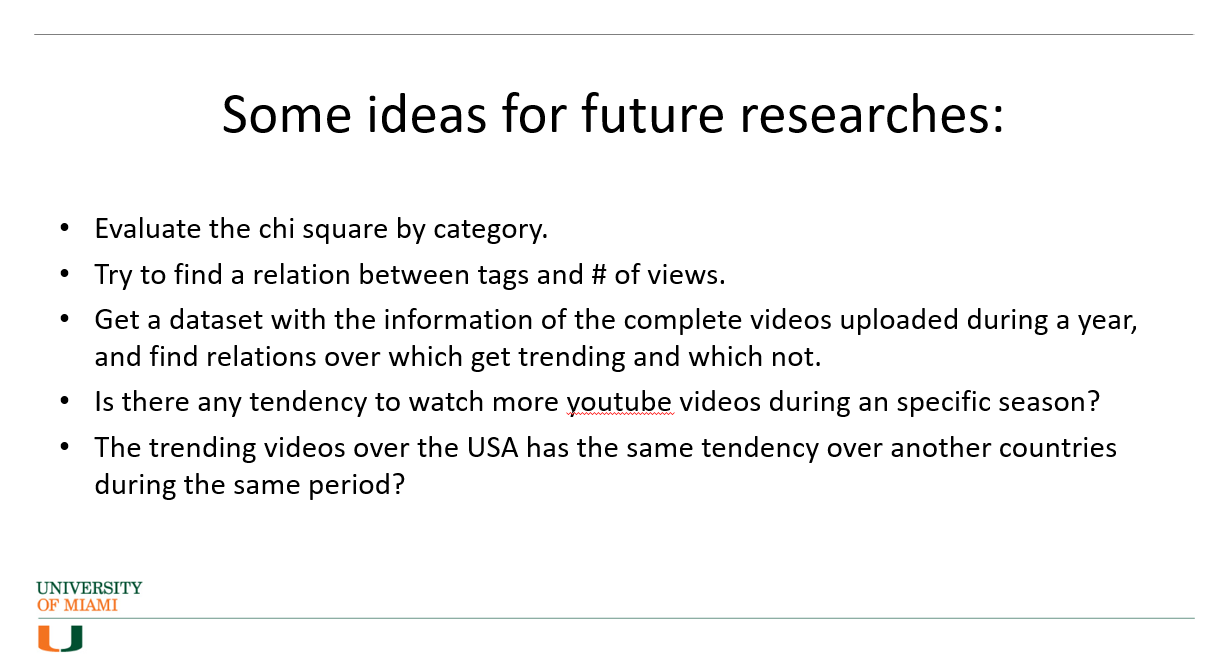 Some ideas for future researches:
• Evaluate the chi square by category.
• Try to find a relation between tags and # of views.
• Get a dataset with the information of the complete videos uploaded during a year,
and find relations over which get trending and which not.
• Is there any tendency to watch more youtube videos during an specific season?
• The trending videos over the USA has the same tendency over another countries
during the same period?
UNIVERSITY
OF MIAMI
U